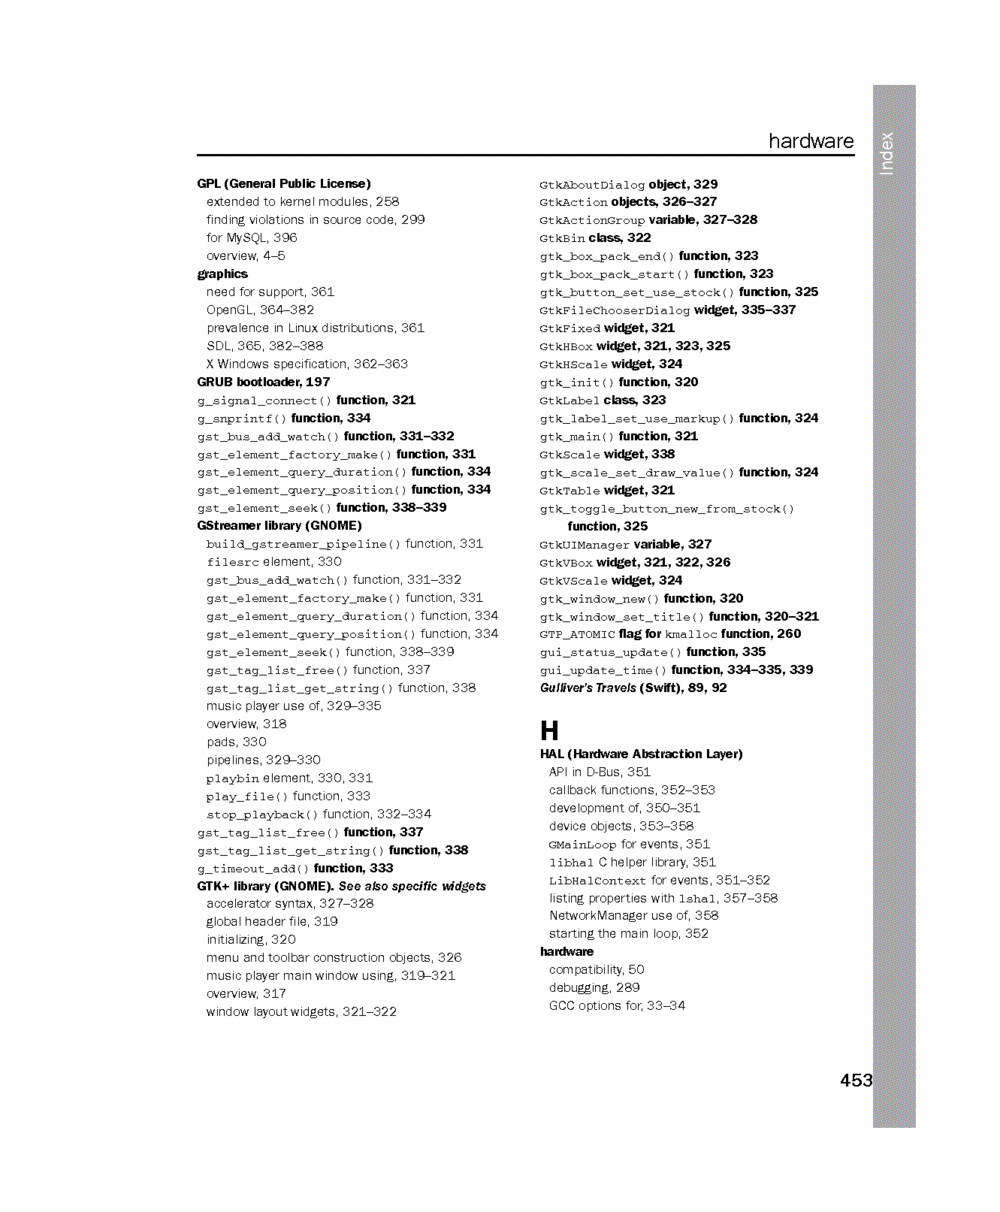 hardware
Index
GPL (General Public License)
extended to kernel modules, 258
finding violations in source code, 299
for MySQL, 396
overview, 4–5
graphics
need for support, 361
OpenGL, 364–382
prevalence in Linux distributions, 361
SDL, 365, 382–388
X Windows specification, 362–363
GRUB bootloader, 197
g_signal_connect() function, 321
g_snprintf() function, 334
gst_bus_add_watch() function, 331–332
gst_element_factory_make() function, 331
gst_element_query_duration() function, 334
gst_element_query_position() function, 334
gst_element_seek() function, 338–339
GStreamer library (GNOME)
build_gstreamer_pipeline() function, 331
filesrc element, 330
gst_bus_add_watch() function, 331–332
gst_element_factory_make() function, 331
gst_element_query_duration() function, 334
gst_element_query_position() function, 334
gst_element_seek() function, 338–339
gst_tag_list_free() function, 337
gst_tag_list_get_string() function, 338
music player use of, 329–335
overview, 318
pads, 330
pipelines, 329–330
playbin element, 330, 331
play_file() function, 333
stop_playback() function, 332–334
gst_tag_list_free() function, 337
gst_tag_list_get_string() function, 338
g_timeout_add() function, 333
GTK+ library (GNOME). See also specific widgets
accelerator syntax, 327–328
global header file, 319
initializing, 320
menu and toolbar construction objects, 326
music player main window using, 319–321
overview, 317
window layout widgets, 321–322
GtkAboutDialog object, 329
GtkAction objects, 326–327
GtkActionGroup variable, 327–328
GtkBin class, 322
gtk_box_pack_end() function, 323
gtk_box_pack_start() function, 323
gtk_button_set_use_stock() function, 325
GtkFileChooserDialog widget, 335–337
GtkFixed widget, 321
GtkHBox widget, 321, 323, 325
GtkHScale widget, 324
gtk_init() function, 320
GtkLabel class, 323
gtk_label_set_use_markup() function, 324
gtk_main() function, 321
GtkScale widget, 338
gtk_scale_set_draw_value() function, 324
GtkTable widget, 321
gtk_toggle_button_new_from_stock()
function, 325
GtkUIManager variable, 327
GtkVBox widget, 321, 322, 326
GtkVScale widget, 324
gtk_window_new() function, 320
gtk_window_set_title() function, 320–321
GTP_ATOMIC flag for kmalloc function, 260
gui_status_update() function, 335
gui_update_time() function, 334–335, 339
Gulliver's Travels (Swift), 89, 92
H
HAL (Hardware Abstraction Layer)
API in D-Bus, 351
callback functions, 352–353
development of, 350–351
device objects, 353–358
GMainLoop for events, 351
libhal C helper library, 351
LibHalContext for events, 351–352
listing properties with lshal, 357–358
NetworkManager use of, 358
starting the main loop, 352
hardware
compatibility, 50
debugging, 289
GCC options for, 33–34
453